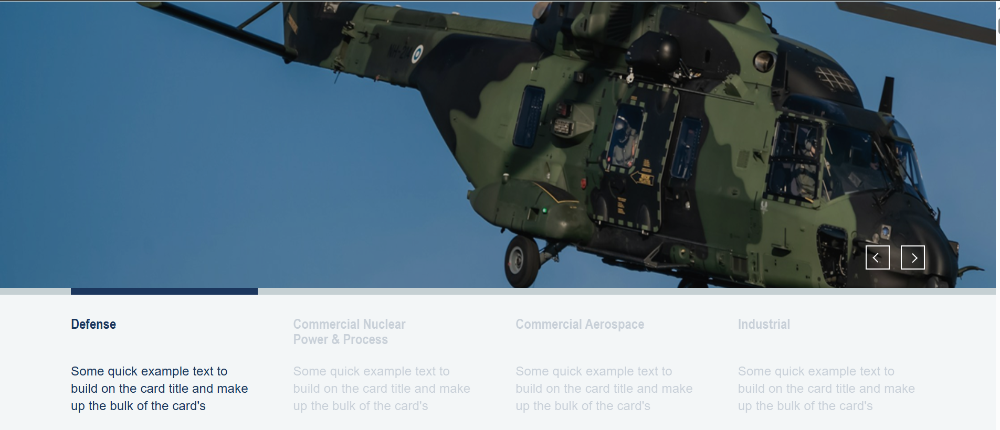 NH-214
Defense
Commercial Nuclear
Power & Process
Commercial Aerospace
Industrial
Some quick example text to
build on the card title and make
up the bulk of the card's
Some quick example text to
build on the card title and make
up the bulk of the card's
Some quick example text to
build on the card title and make
up the bulk of the card's
Some quick example text to
build on the card title and make
up the bulk of the card's